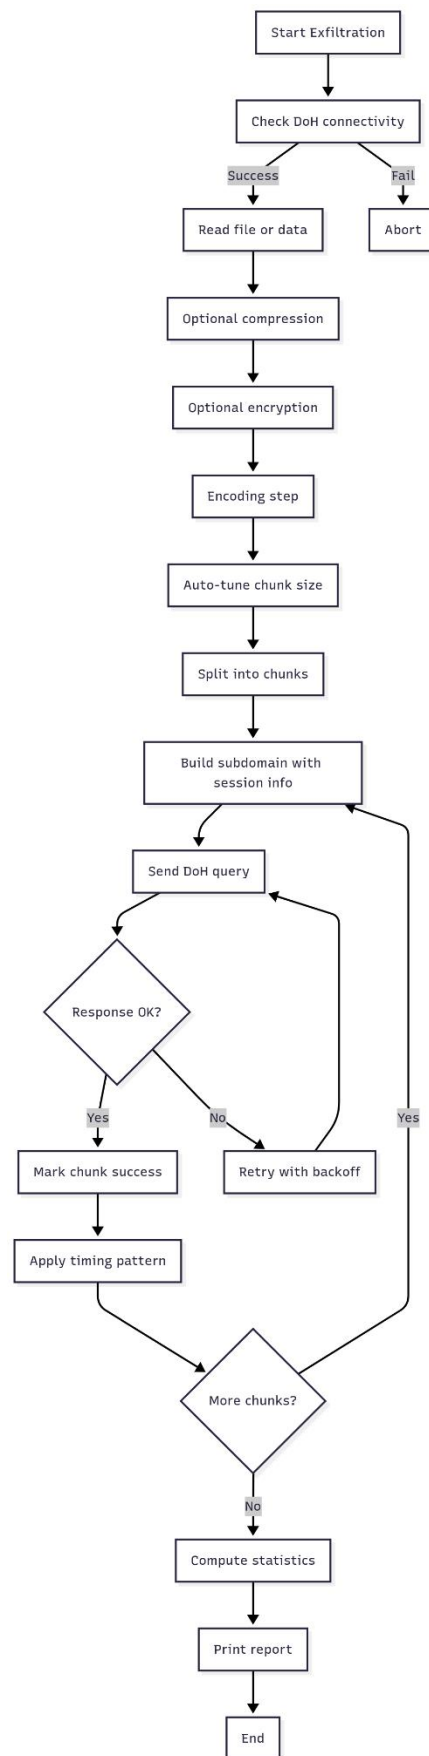 Start Exfiltration
Check DoH connectivity
Success
Fail
Read file or data
Abort
Optional compression
Optional encryption
Encoding step
Auto-tune chunk size
Split into chunks
Build subdomain with
session info
Send DoH query
Response OK?
Yes
No
Yes
Mark chunk success
Retry with backoff
Apply timing pattern
More chunks?
No
Compute statistics
Print report
End